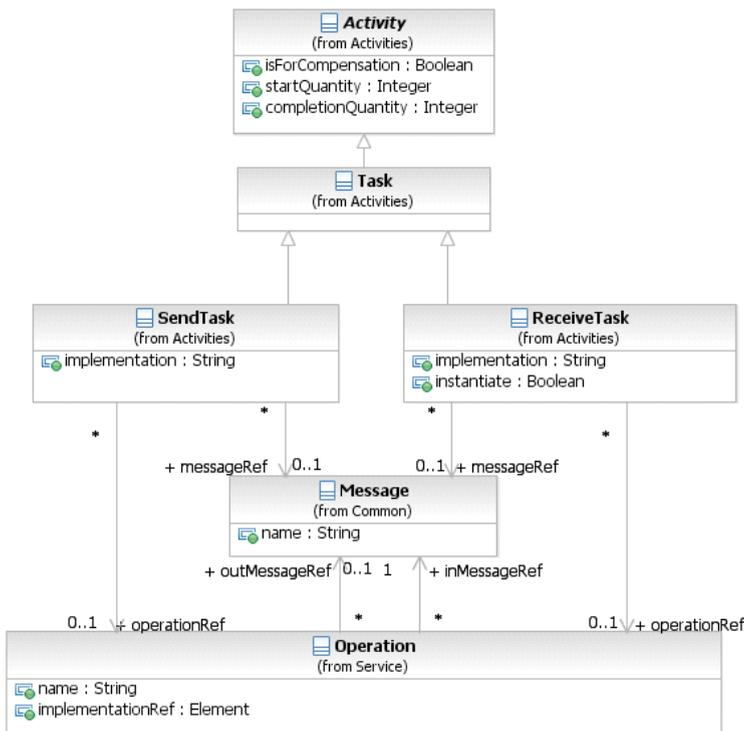 Activity
(from Activities)
isForCompensation : Boolean
startQuantity : Integer
completionQuantity : Integer
Task
(from Activities)
SendTask
(from Activities)
implementation : String
ReceiveTask
(from Activities)
implementation : String
instantiate : Boolean
* * * *
+ messageRef 0..1 0..1 + messageRef
Message
(from Common)
name : String
+ outMessageRef 0..1 1 + inMessageRef
* *
0..1 + operationRef 0..1 + operationRef
Operation
(from Service)
name : String
implementationRef : Element